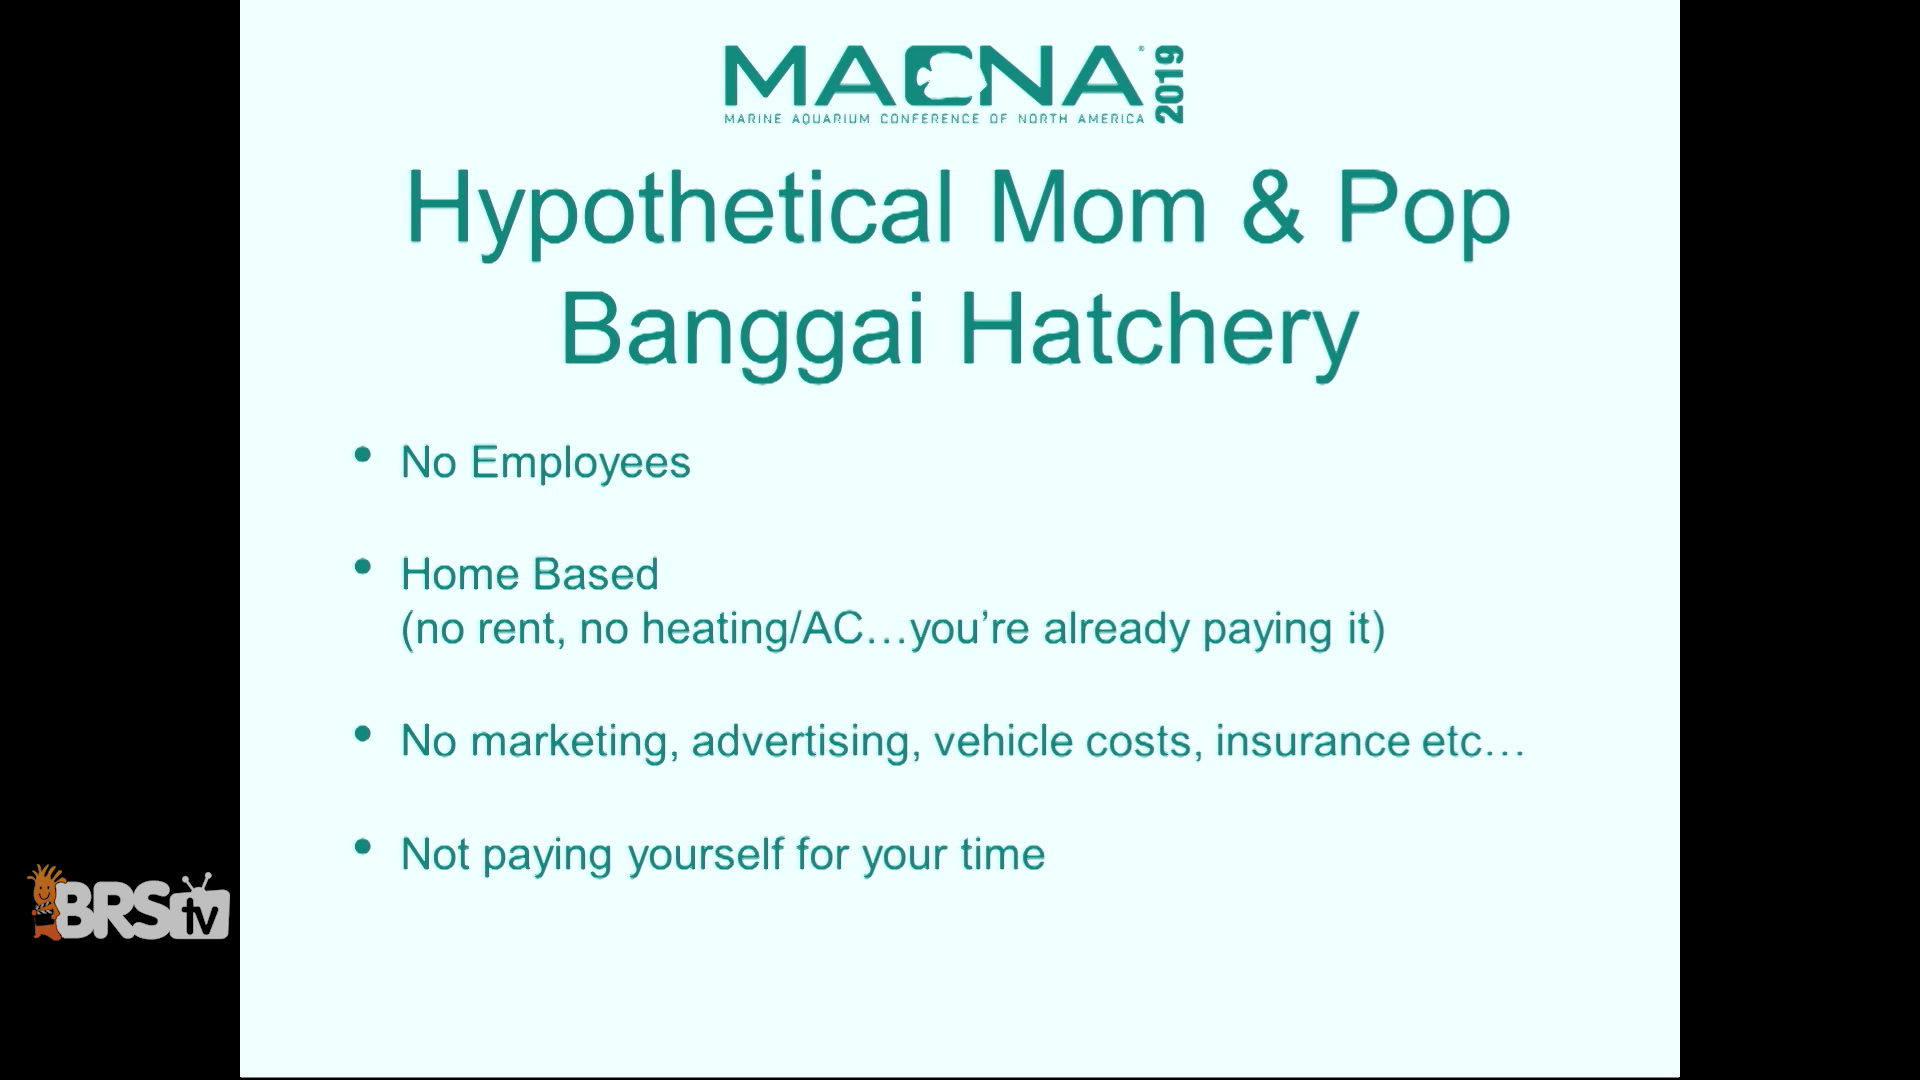 MACNA® 2019
MARINE AQUARIUM CONFERENCE OF NORTH AMERICA
Hypothetical Mom & Pop
Banggai Hatchery
• No Employees
• Home Based
(no rent, no heating/AC…you’re already paying it)
• No marketing, advertising, vehicle costs, insurance etc…
• Not paying yourself for your time
BRStv